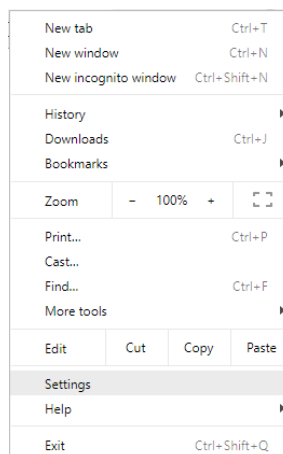 New tab Ctrl+T
New window Ctrl+N
New incognito window Ctrl+Shift+N
History
Downloads Ctrl+J
Bookmarks
Zoom - 100% +
Print... Ctrl+P
Cast...
Find... Ctrl+F
More tools
Edit Cut Copy Paste
Settings
Help
Exit Ctrl+Shift+Q